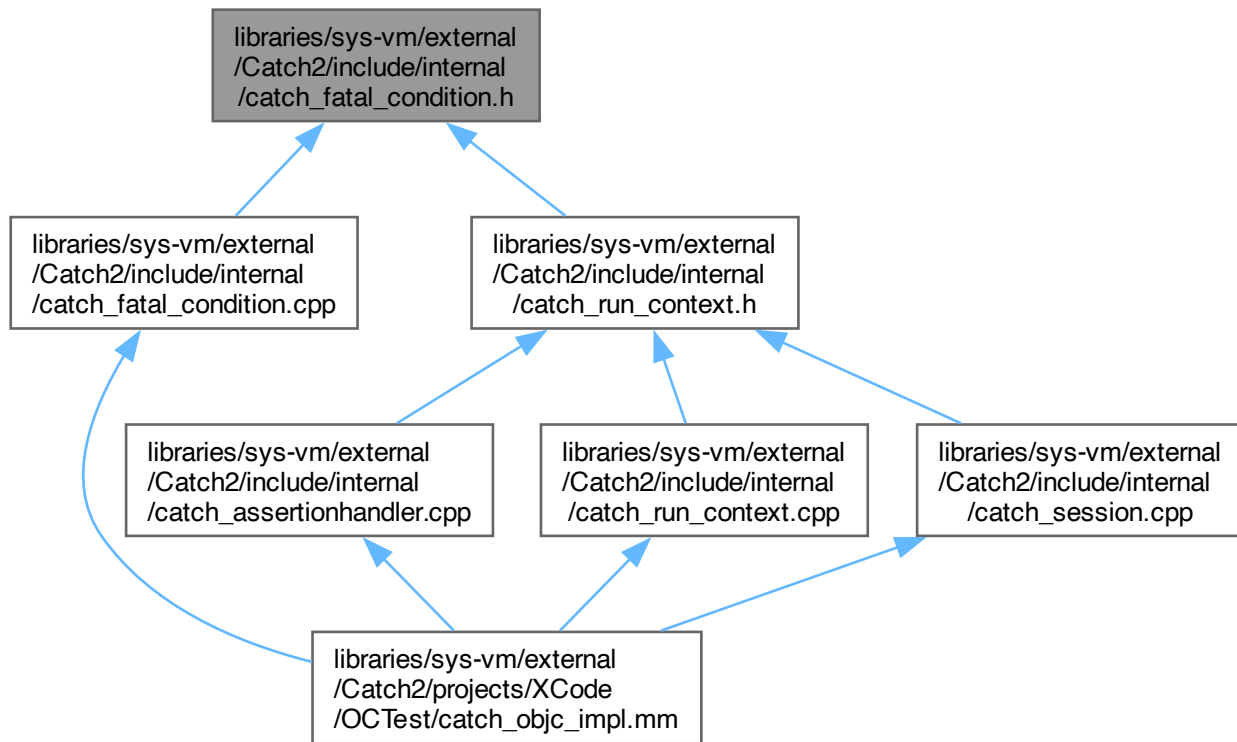 libraries/sys-vm/external
/Catch2/include/internal
/catch_fatal_condition.h
libraries/sys-vm/external
/Catch2/include/internal
/catch_fatal_condition.cpp
libraries/sys-vm/external
/Catch2/include/internal
/catch_run_context.h
libraries/sys-vm/external
/Catch2/include/internal
/catch_assertionhandler.cpp
libraries/sys-vm/external
/Catch2/include/internal
/catch_run_context.cpp
libraries/sys-vm/external
/Catch2/include/internal
/catch_session.cpp
libraries/sys-vm/external
/Catch2/projects/XCode
/OCTest/catch_objc_impl.mm